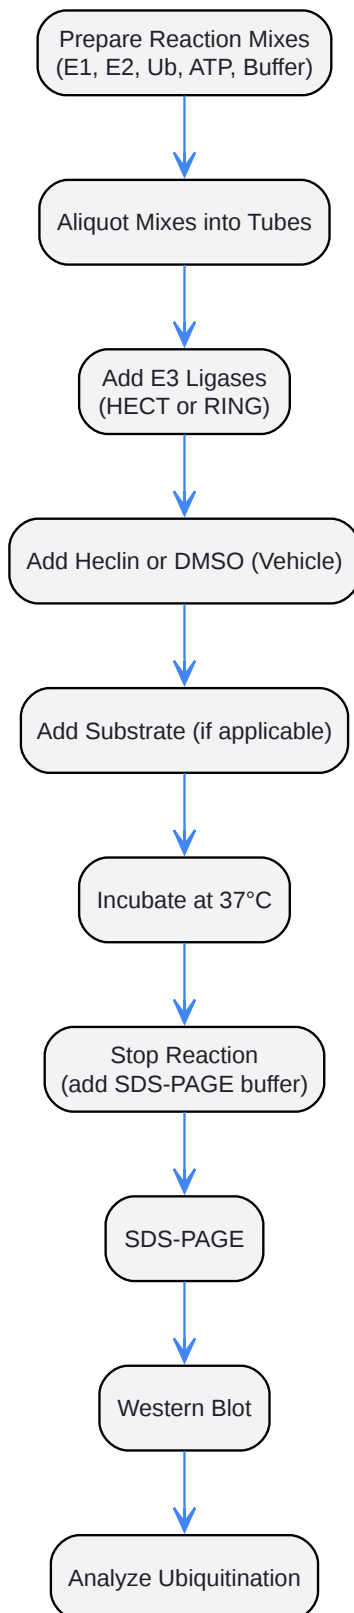 Prepare Reaction Mixes
(E1, E2, Ub, ATP, Buffer)
Aliquot Mixes into Tubes
Add E3 Ligases
(HECT or RING)
Add Heclin or DMSO (Vehicle)
Add Substrate (if applicable)
Incubate at 37°C
Stop Reaction
(add SDS-PAGE buffer)
SDS-PAGE
Western Blot
Analyze Ubiquitination